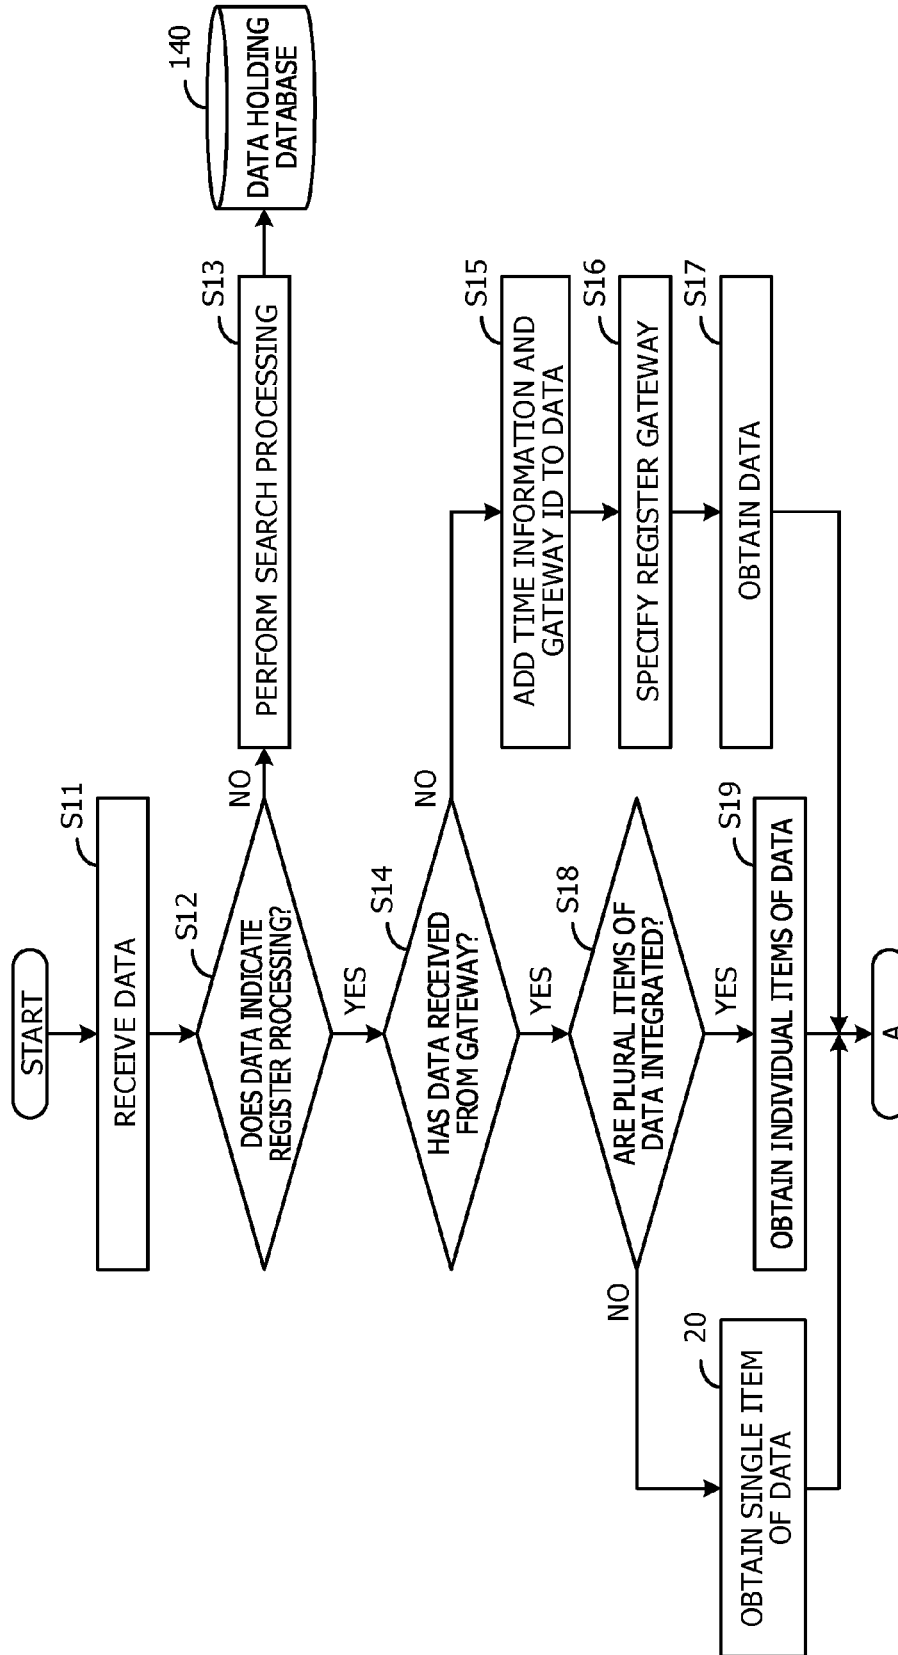 START
S11
RECEIVE DATA
S12
DOES DATA INDICATE
REGISTER PROCESSING?
NO
S13
PERFORM SEARCH PROCESSING
140
DATA HOLDING
DATABASE
YES
S14
HAS DATA RECEIVED
FROM GATEWAY?
NO
S15
ADD TIME INFORMATION AND
GATEWAY ID TO DATA
S16
SPECIFY REGISTER GATEWAY
S17
OBTAIN DATA
YES
S18
ARE PLURAL ITEMS OF
DATA INTEGRATED?
YES
S19
OBTAIN INDIVIDUAL ITEMS OF DATA
NO
20
OBTAIN SINGLE ITEM
OF DATA
A